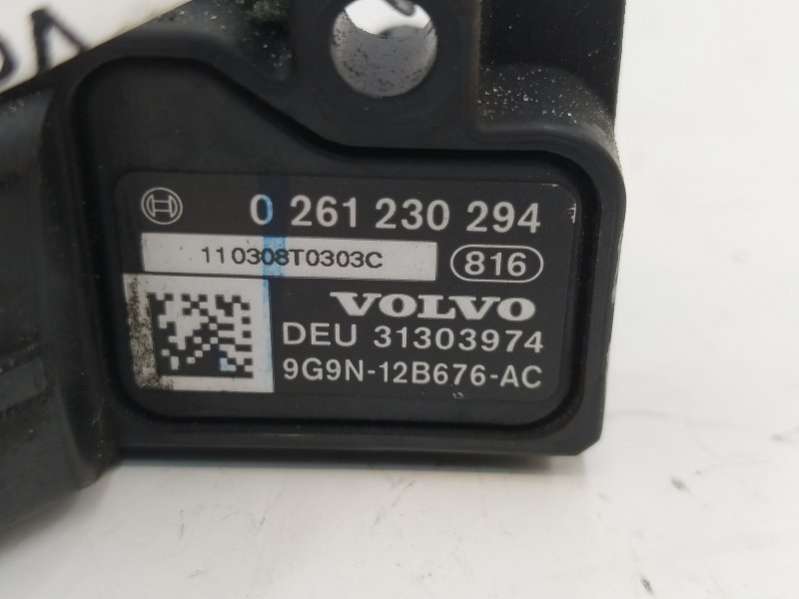 0 261 230 294
110308T0303C
816
VOLVO
DEU 31303974
9G9N-12B676-AC